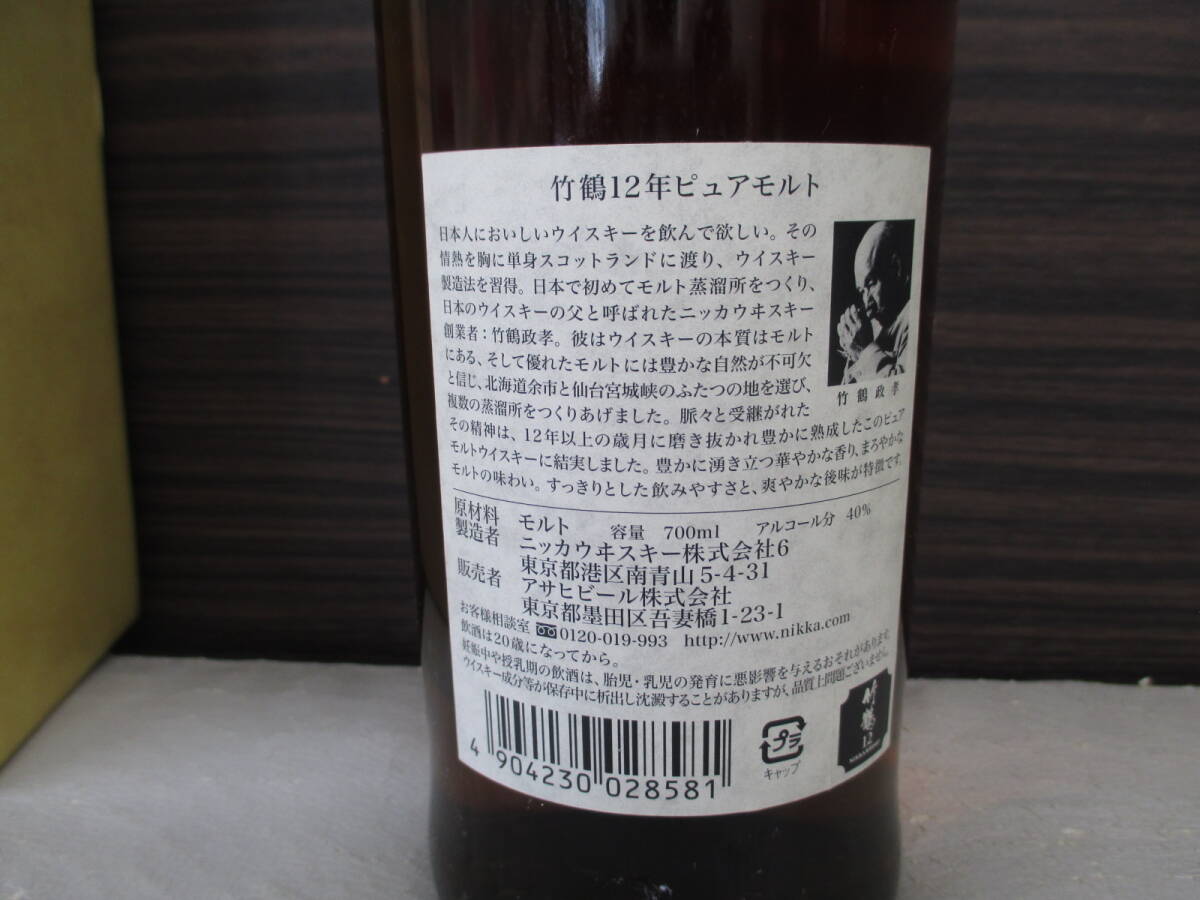 竹鶴12年ピュアモルト
日本人においしいウイスキーを飲んで欲しい。その
情熱を胸に単身スコットランドに渡り、ウイスキー
製造法を習得。日本で初めてモルト蒸溜所をつくり、
日本のウイスキーの父と呼ばれたニッカウヰスキー
創業者:竹鶴政孝。彼はウイスキーの本質はモルト
にある、そして優れたモルトには豊かな自然が不可欠
と信じ、北海道余市と仙台宮城峡のふたつの地を選び、
複数の蒸溜所をつくりあげました。脈々と受継がれた
その精神は、12年以上の歳月に磨き抜かれ豊かに熟成したこのピュア
モルトウイスキーに結実しました。豊かに湧き立つ華やかな香り、まろやかな
モルトの味わい。すっきりとした飲みやすさと、爽やかな後味が特徴です。
竹鶴政孝
原材料 モルト 容量 700ml アルコール分 40%
製造者 ニッカウヰスキー株式会社6
東京都港区南青山5-4-31
販売者 アサヒビール株式会社
東京都墨田区吾妻橋1-23-1
お客様相談室 0120-019-993 http://www.nikka.com
飲酒は20歳になってから。
妊娠中や授乳期の飲酒は、胎児・乳児の発育に悪影響を与えるおそれがあります。
ウイスキー成分等が保存中に析出し沈澱することがありますが、品質上問題ございません。
4 904230 028581
プラ
キャップ
竹鶴
12